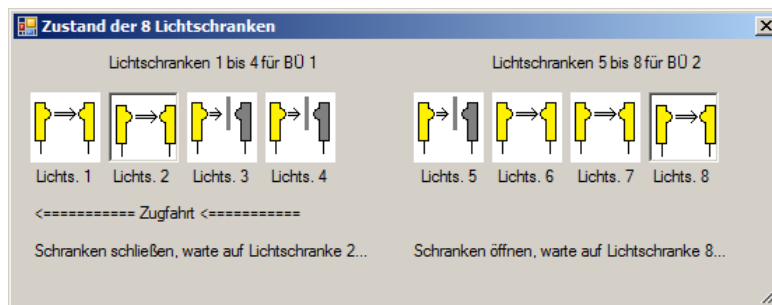 Zustand der 8 Lichtschranken
Lichtschranken 1 bis 4 für BÜ 1
Lichtschranken 5 bis 8 für BÜ 2
Lichts. 1 Lichts. 2 Lichts. 3 Lichts. 4
Lichts. 5 Lichts. 6 Lichts. 7 Lichts. 8
<=========== Zugfahrt <===========
Schranken schließen, warte auf Lichtschranke 2...
Schranken öffnen, warte auf Lichtschranke 8...